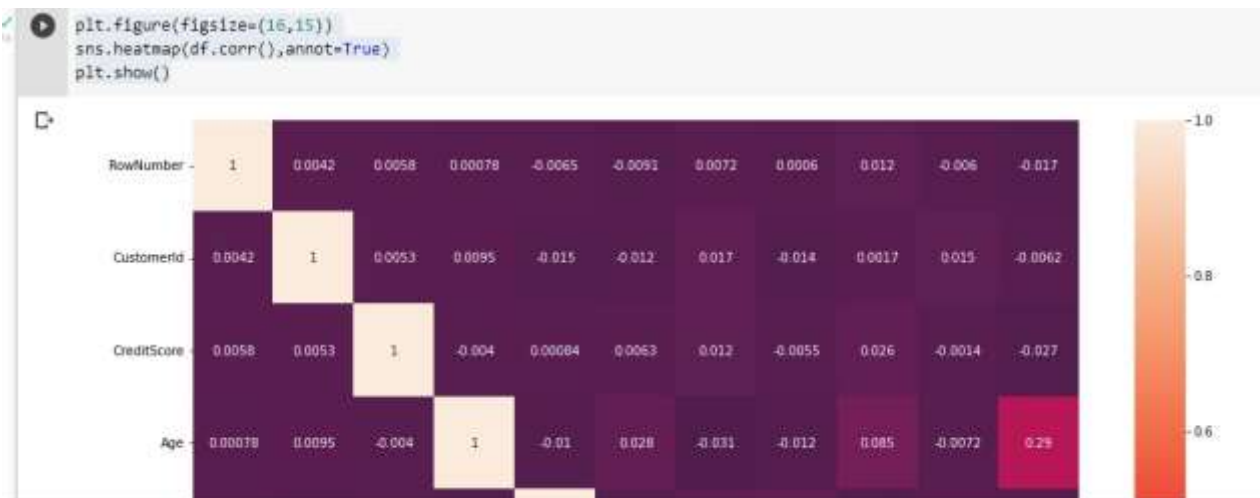 plt.figure(figsize=(16,15))
sns.heatmap(df.corr(),annot=True)
plt.show()
RowNumber 1 0.0042 0.0058 0.00078 -0.0065 -0.0091 0.0072 0.0006 0.012 -0.006 -0.017
CustomerId 0.0042 1 0.0053 0.0095 -0.015 -0.012 0.017 -0.014 0.0017 0.015 -0.0062
CreditScore 0.0058 0.0053 1 -0.004 0.00084 0.0063 0.012 -0.0055 0.026 -0.0014 -0.027
Age 0.00078 0.0095 -0.004 1 -0.01 0.028 -0.031 -0.012 0.085 -0.0072 0.29
1.0
0.8
0.6